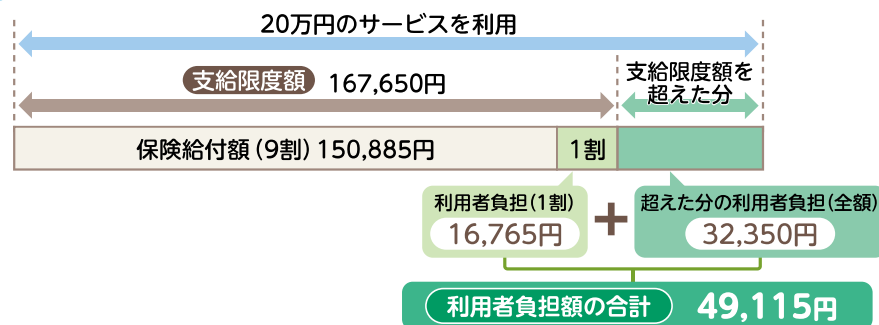 20万円のサービスを利用
支給限度額 167,650円
支給限度額を
超えた分
保険給付額（9割）150,885円
1割
利用者負担（1割）
16,765円
+
超えた分の利用者負担（全額）
32,350円
利用者負担額の合計 49,115円